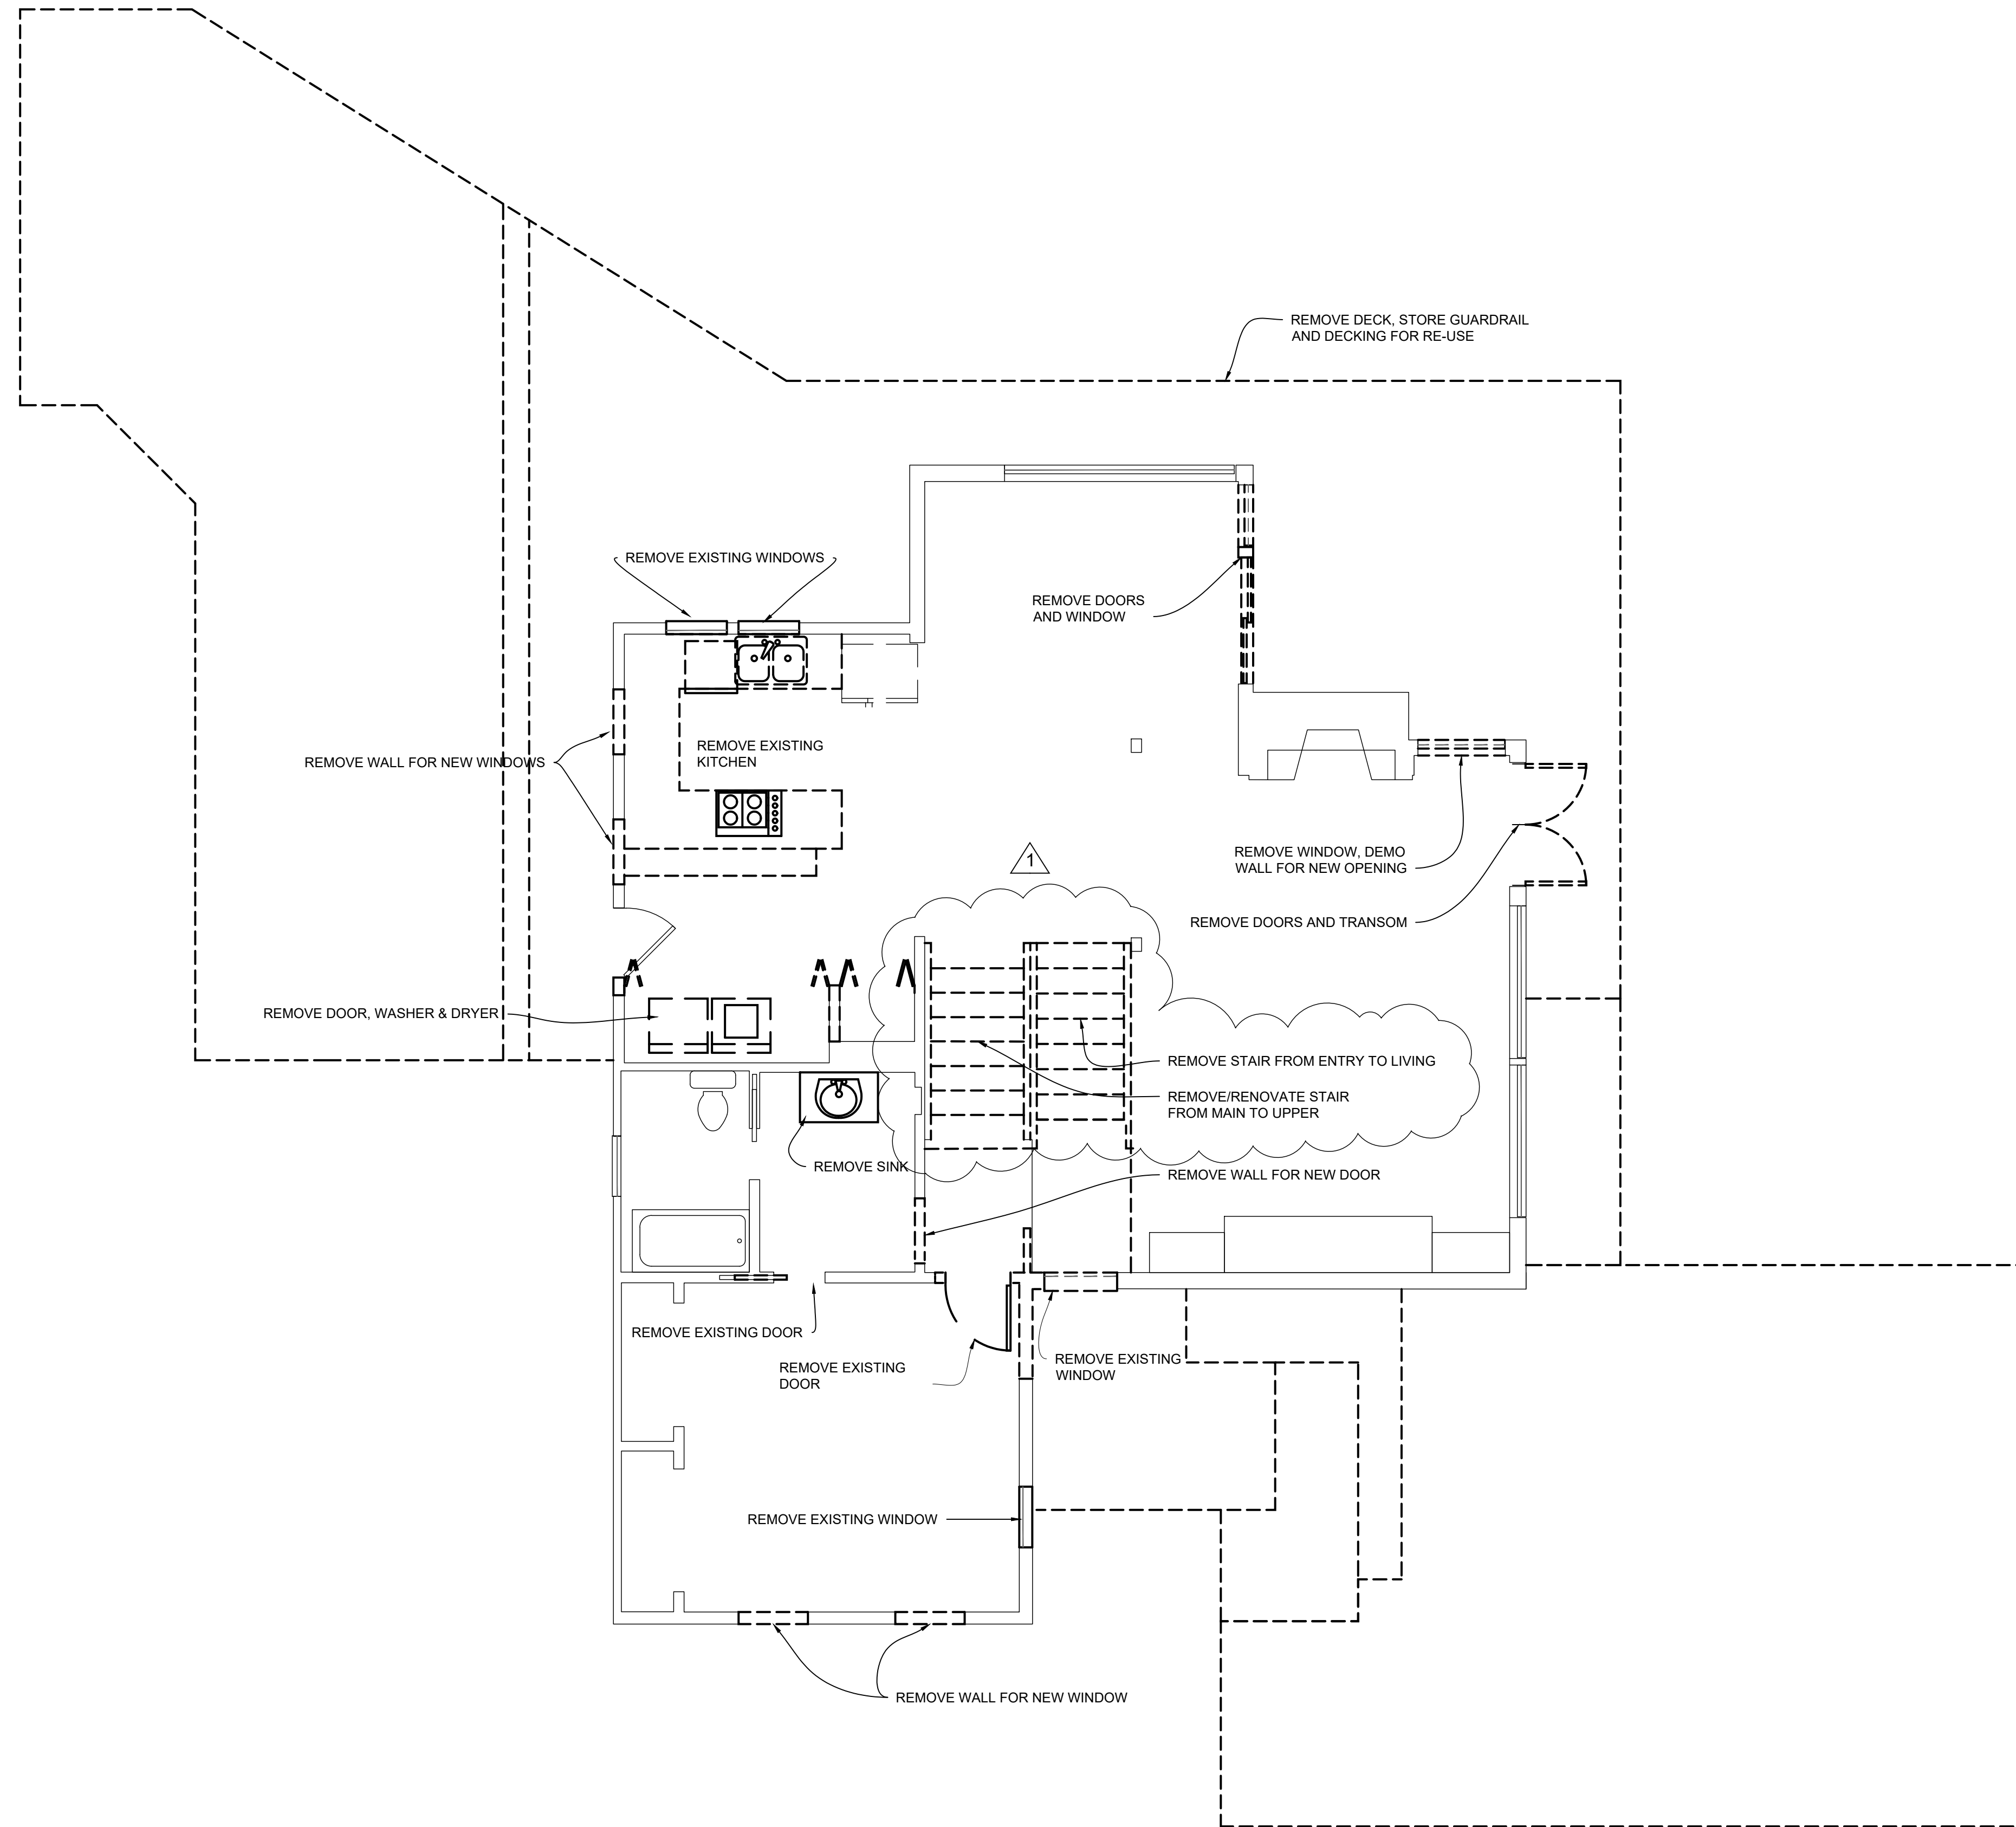 REMOVE DECK, STORE GUARDRAIL
AND DECKING FOR RE-USE
REMOVE EXISTING WINDOWS
REMOVE DOORS
AND WINDOW
REMOVE EXISTING
KITCHEN
REMOVE WALL FOR NEW WINDOWS
1
REMOVE WINDOW, DEMO
WALL FOR NEW OPENING
REMOVE DOORS AND TRANSOM
REMOVE DOOR, WASHER & DRYER
REMOVE STAIR FROM ENTRY TO LIVING
REMOVE/RENOVATE STAIR
FROM MAIN TO UPPER
REMOVE SINK
REMOVE WALL FOR NEW DOOR
REMOVE EXISTING DOOR
REMOVE EXISTING
DOOR
REMOVE EXISTING
WINDOW
REMOVE EXISTING WINDOW
REMOVE WALL FOR NEW WINDOW